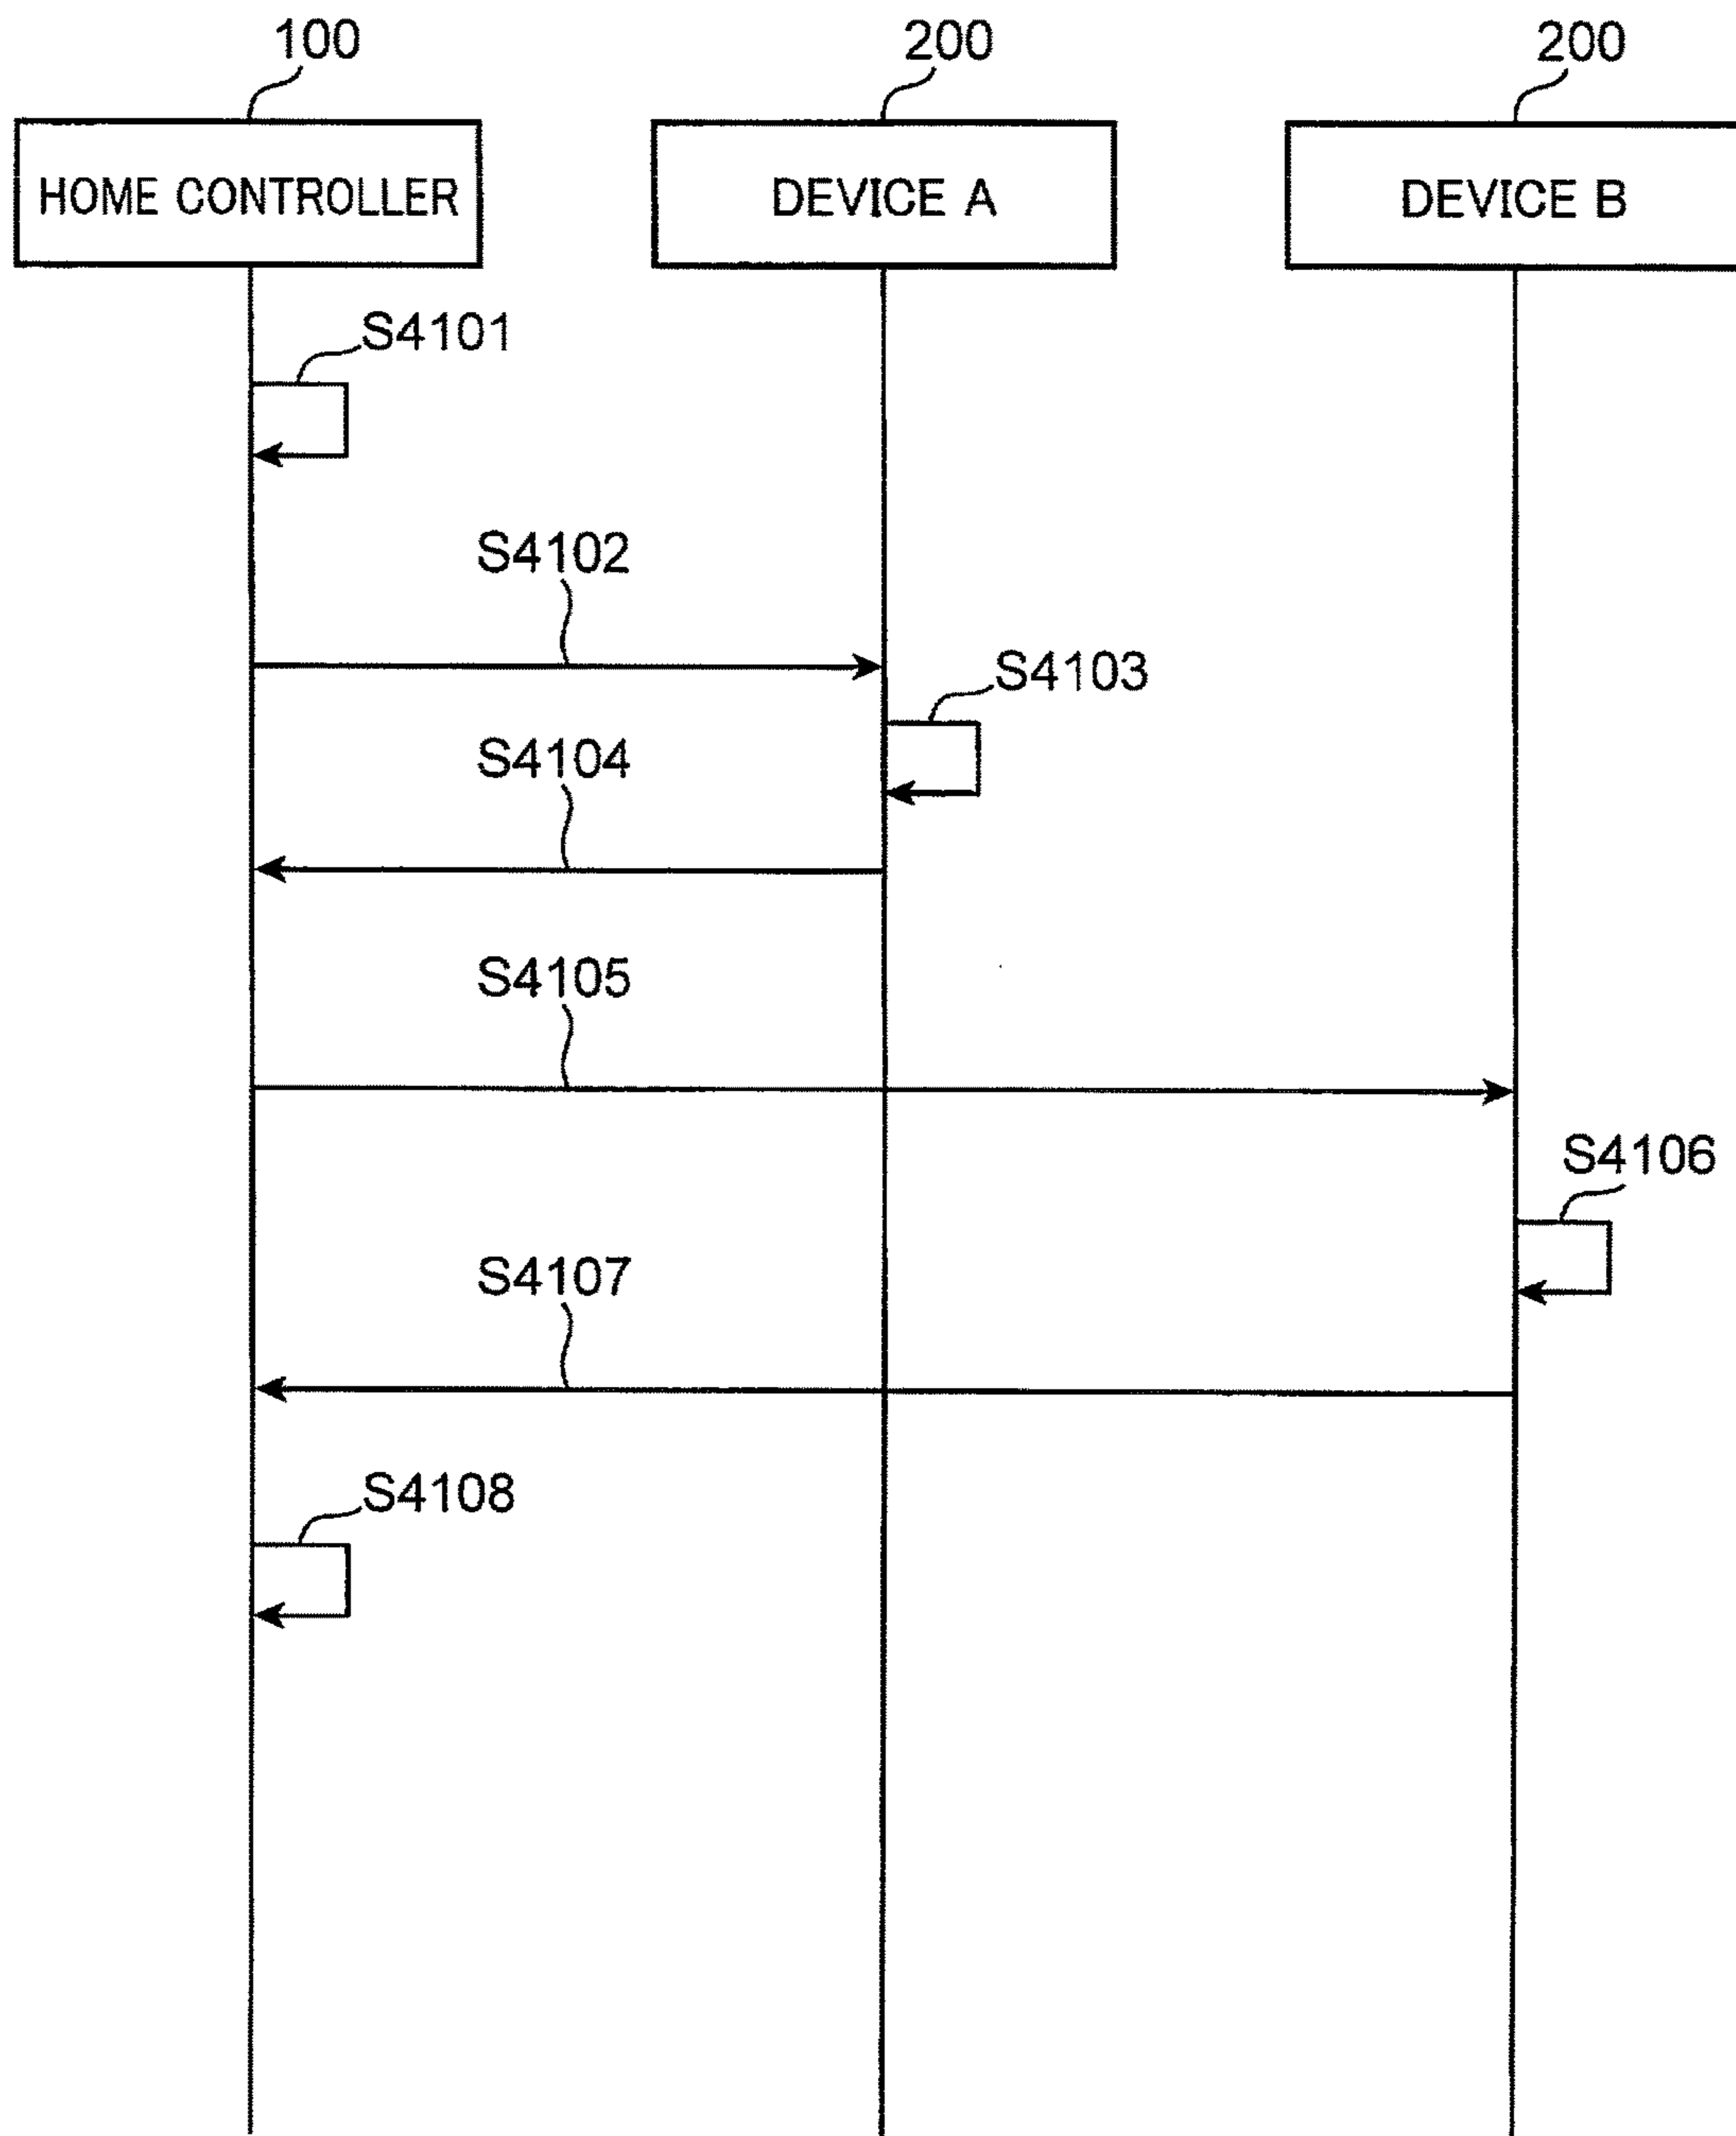 100
200
200
HOME CONTROLLER
DEVICE A
DEVICE B
S4101
S4102
S4103
S4104
S4105
S4106
S4107
S4108